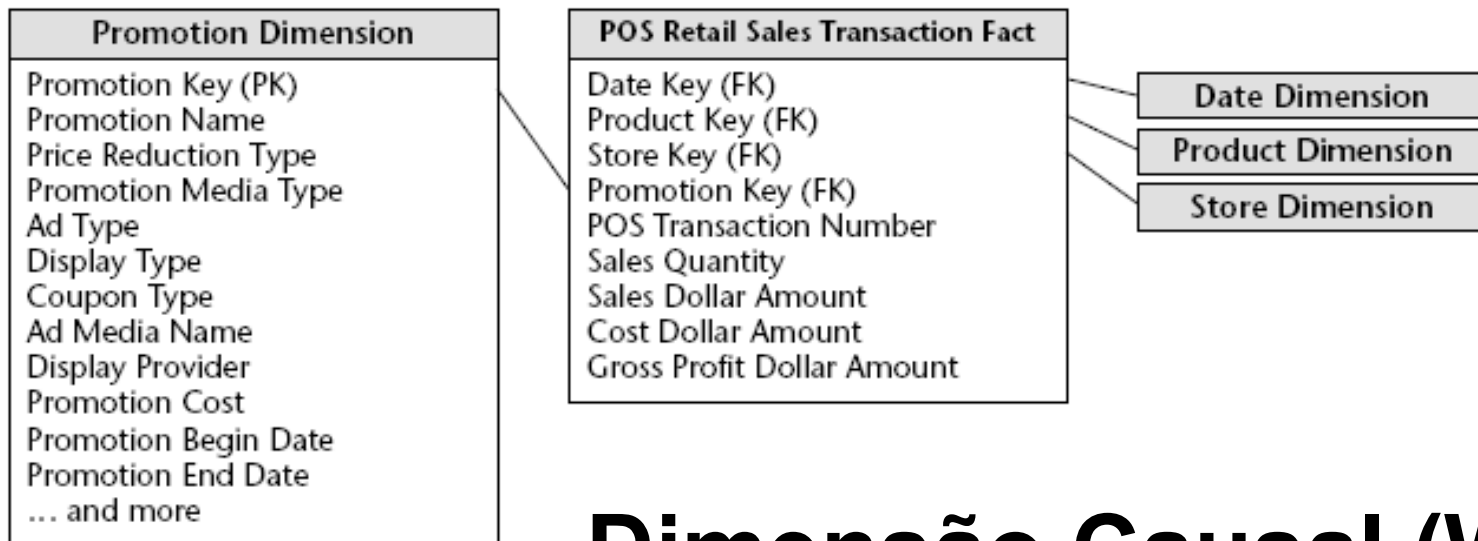 Promotion Dimension
Promotion Key (PK)
Promotion Name
Price Reduction Type
Promotion Media Type
Ad Type
Display Type
Coupon Type
Ad Media Name
Display Provider
Promotion Cost
Promotion Begin Date
Promotion End Date
... and more
POS Retail Sales Transaction Fact
Date Key (FK)
Product Key (FK)
Store Key (FK)
Promotion Key (FK)
POS Transaction Number
Sales Quantity
Sales Dollar Amount
Cost Dollar Amount
Gross Profit Dollar Amount
Date Dimension
Product Dimension
Store Dimension
Dimensão Causal